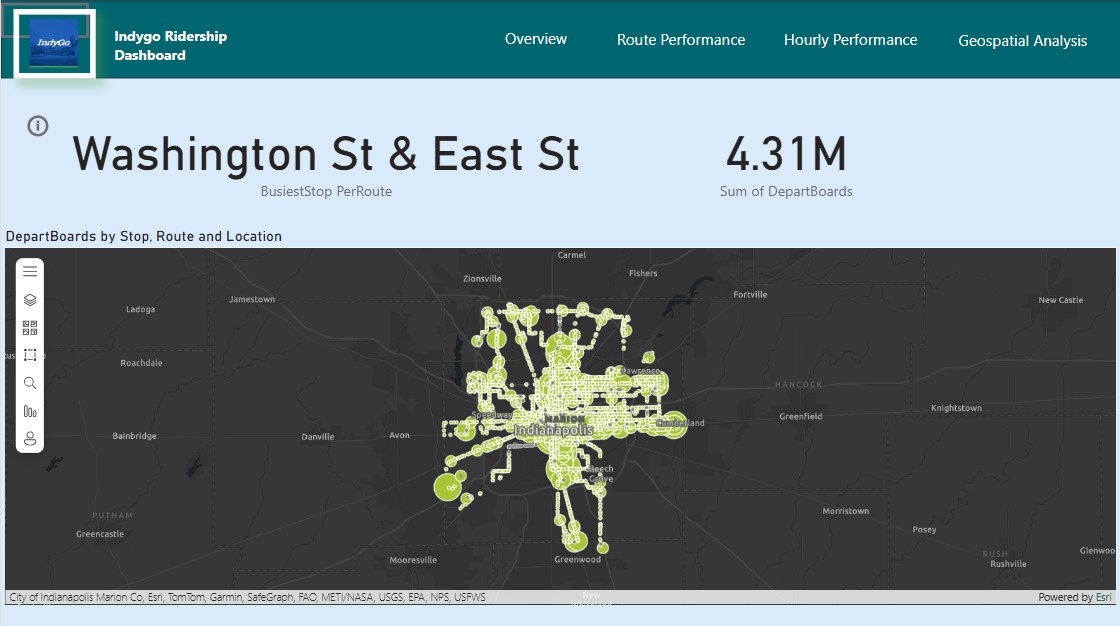 IndyGo
Indygo Ridership
Dashboard
Overview
Route Performance
Hourly Performance
Geospatial Analysis
Washington St & East St
BusiestStop PerRoute
4.31M
Sum of DepartBoards
DepartBoards by Stop, Route and Location
Carmel
Fishers
Zionsville
Fortville
New Castle
Jamestown
Ladoga
Roachdale
Lawrence
HANCOCK
Knightstown
Speedway
MARION
Greenfield
Cumberland
Indianapolis
Bainbridge
Danville
Avon
Beech
Grove
PUTNAM
Greencastle
Morristown
Posey
Mooresville
Greenwood
RUSH
Rushville
Glenwoo
City of Indianapolis Marion Co, Esri, TomTom, Garmin, SafeGraph, FAO, METI/NASA, USGS, EPA, NPS, USFWS
New
Powered by Esri